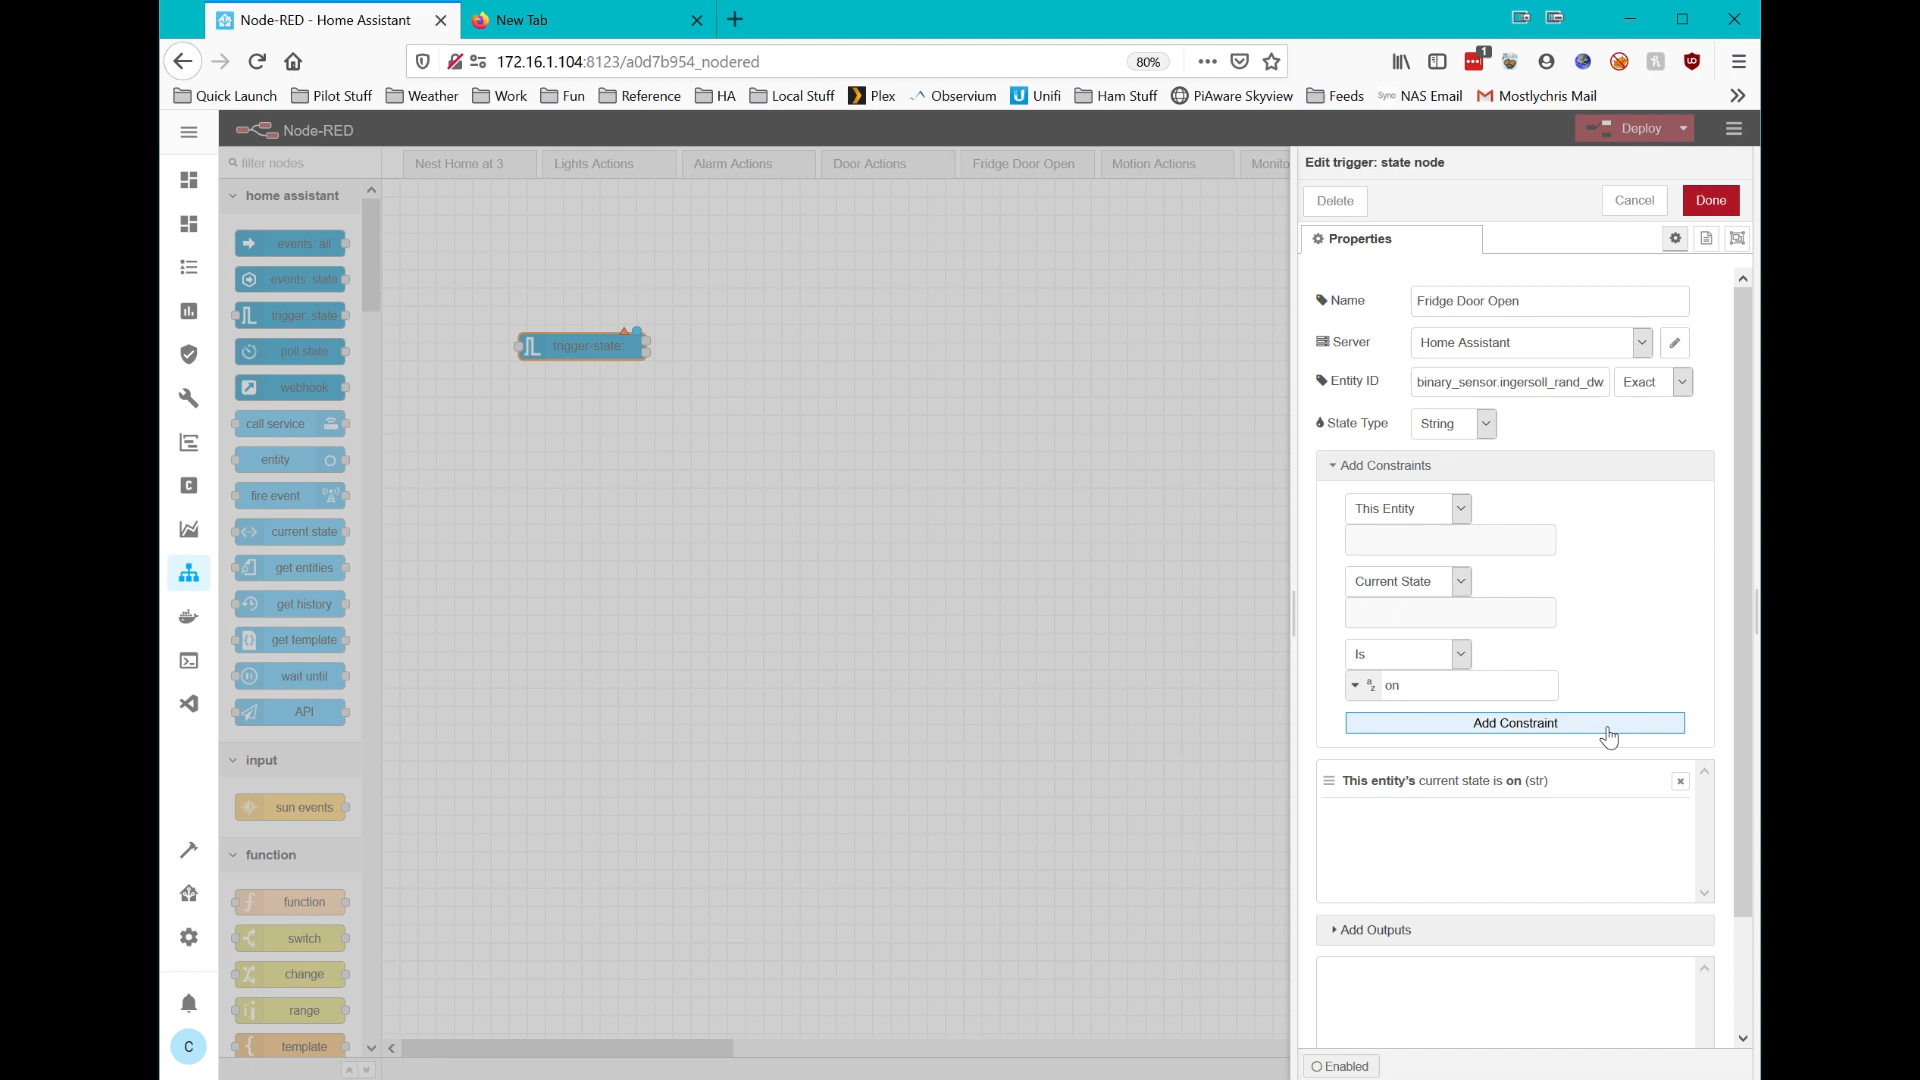 Node-RED - Home Assistant
New Tab
172.16.1.104:8123/a0d7b954_nodered
80%
1
Quick Launch
Pilot Stuff
Weather
Work
Fun
Reference
HA
Local Stuff
Plex
Observium
Unifi
Ham Stuff
PiAware Skyview
Feeds
Syno NAS Email
Mostlychris Mail
Node-RED
Deploy
filter nodes
Nest Home at 3
Lights Actions
Alarm Actions
Door Actions
Fridge Door Open
Motion Actions
Monito
home assistant
events: all
events: state
trigger: state
poll state
webhook
call service
entity
fire event
current state
get entities
get history
get template
wait until
API
input
sun events
function
function
switch
change
range
template
C
trigger-state:
Edit trigger: state node
Delete
Cancel
Done
Properties
Name
Fridge Door Open
Server
Home Assistant
Entity ID
binary_sensor.ingersoll_rand_dw
Exact
State Type
String
Add Constraints
This Entity
Current State
Is
az on
Add Constraint
This entity's current state is on (str)
Add Outputs
Enabled